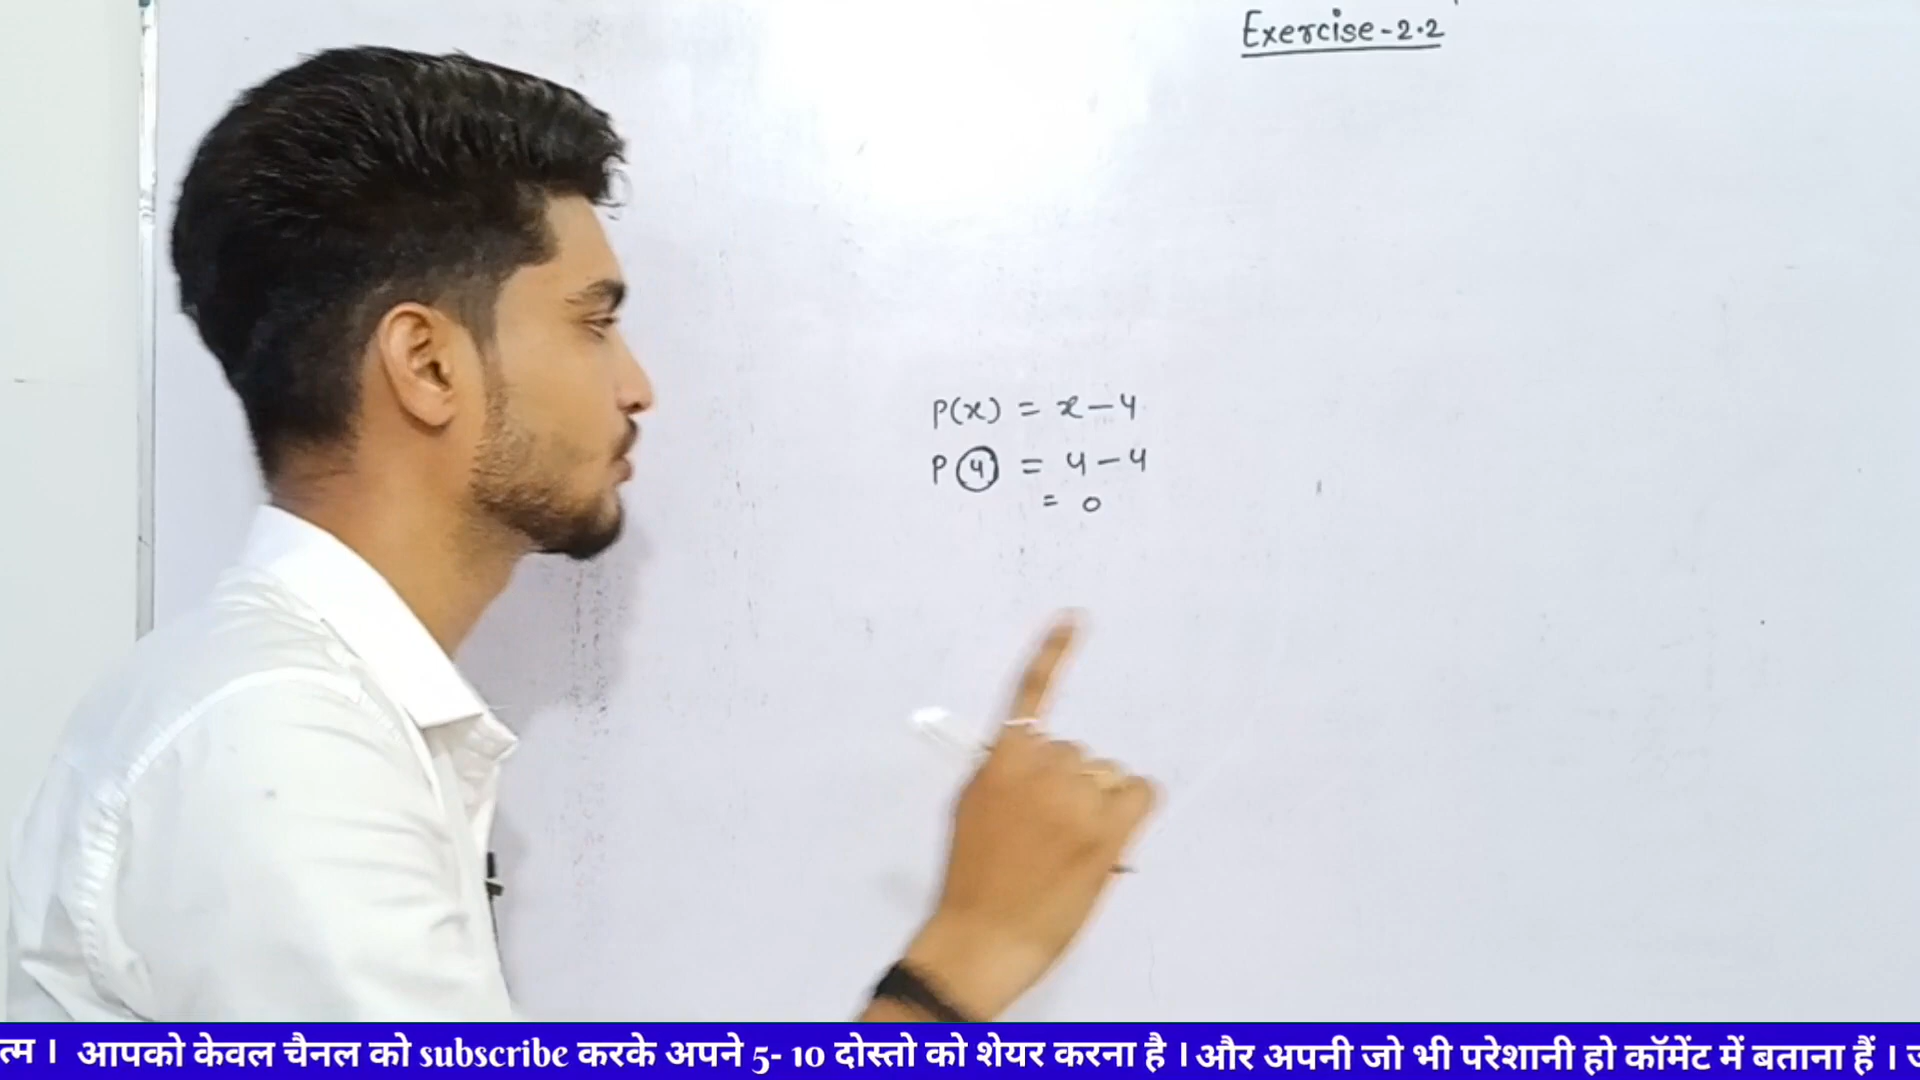 Exercise-2.2
P(x) = x-4
P(4) = 4-4
= 0
त्म । आपको केवल चैनल को subscribe करके अपने 5- 10 दोस्तो को शेयर करना है । और अपनी जो भी परेशानी हो कॉमेंट में बताना हैं ।